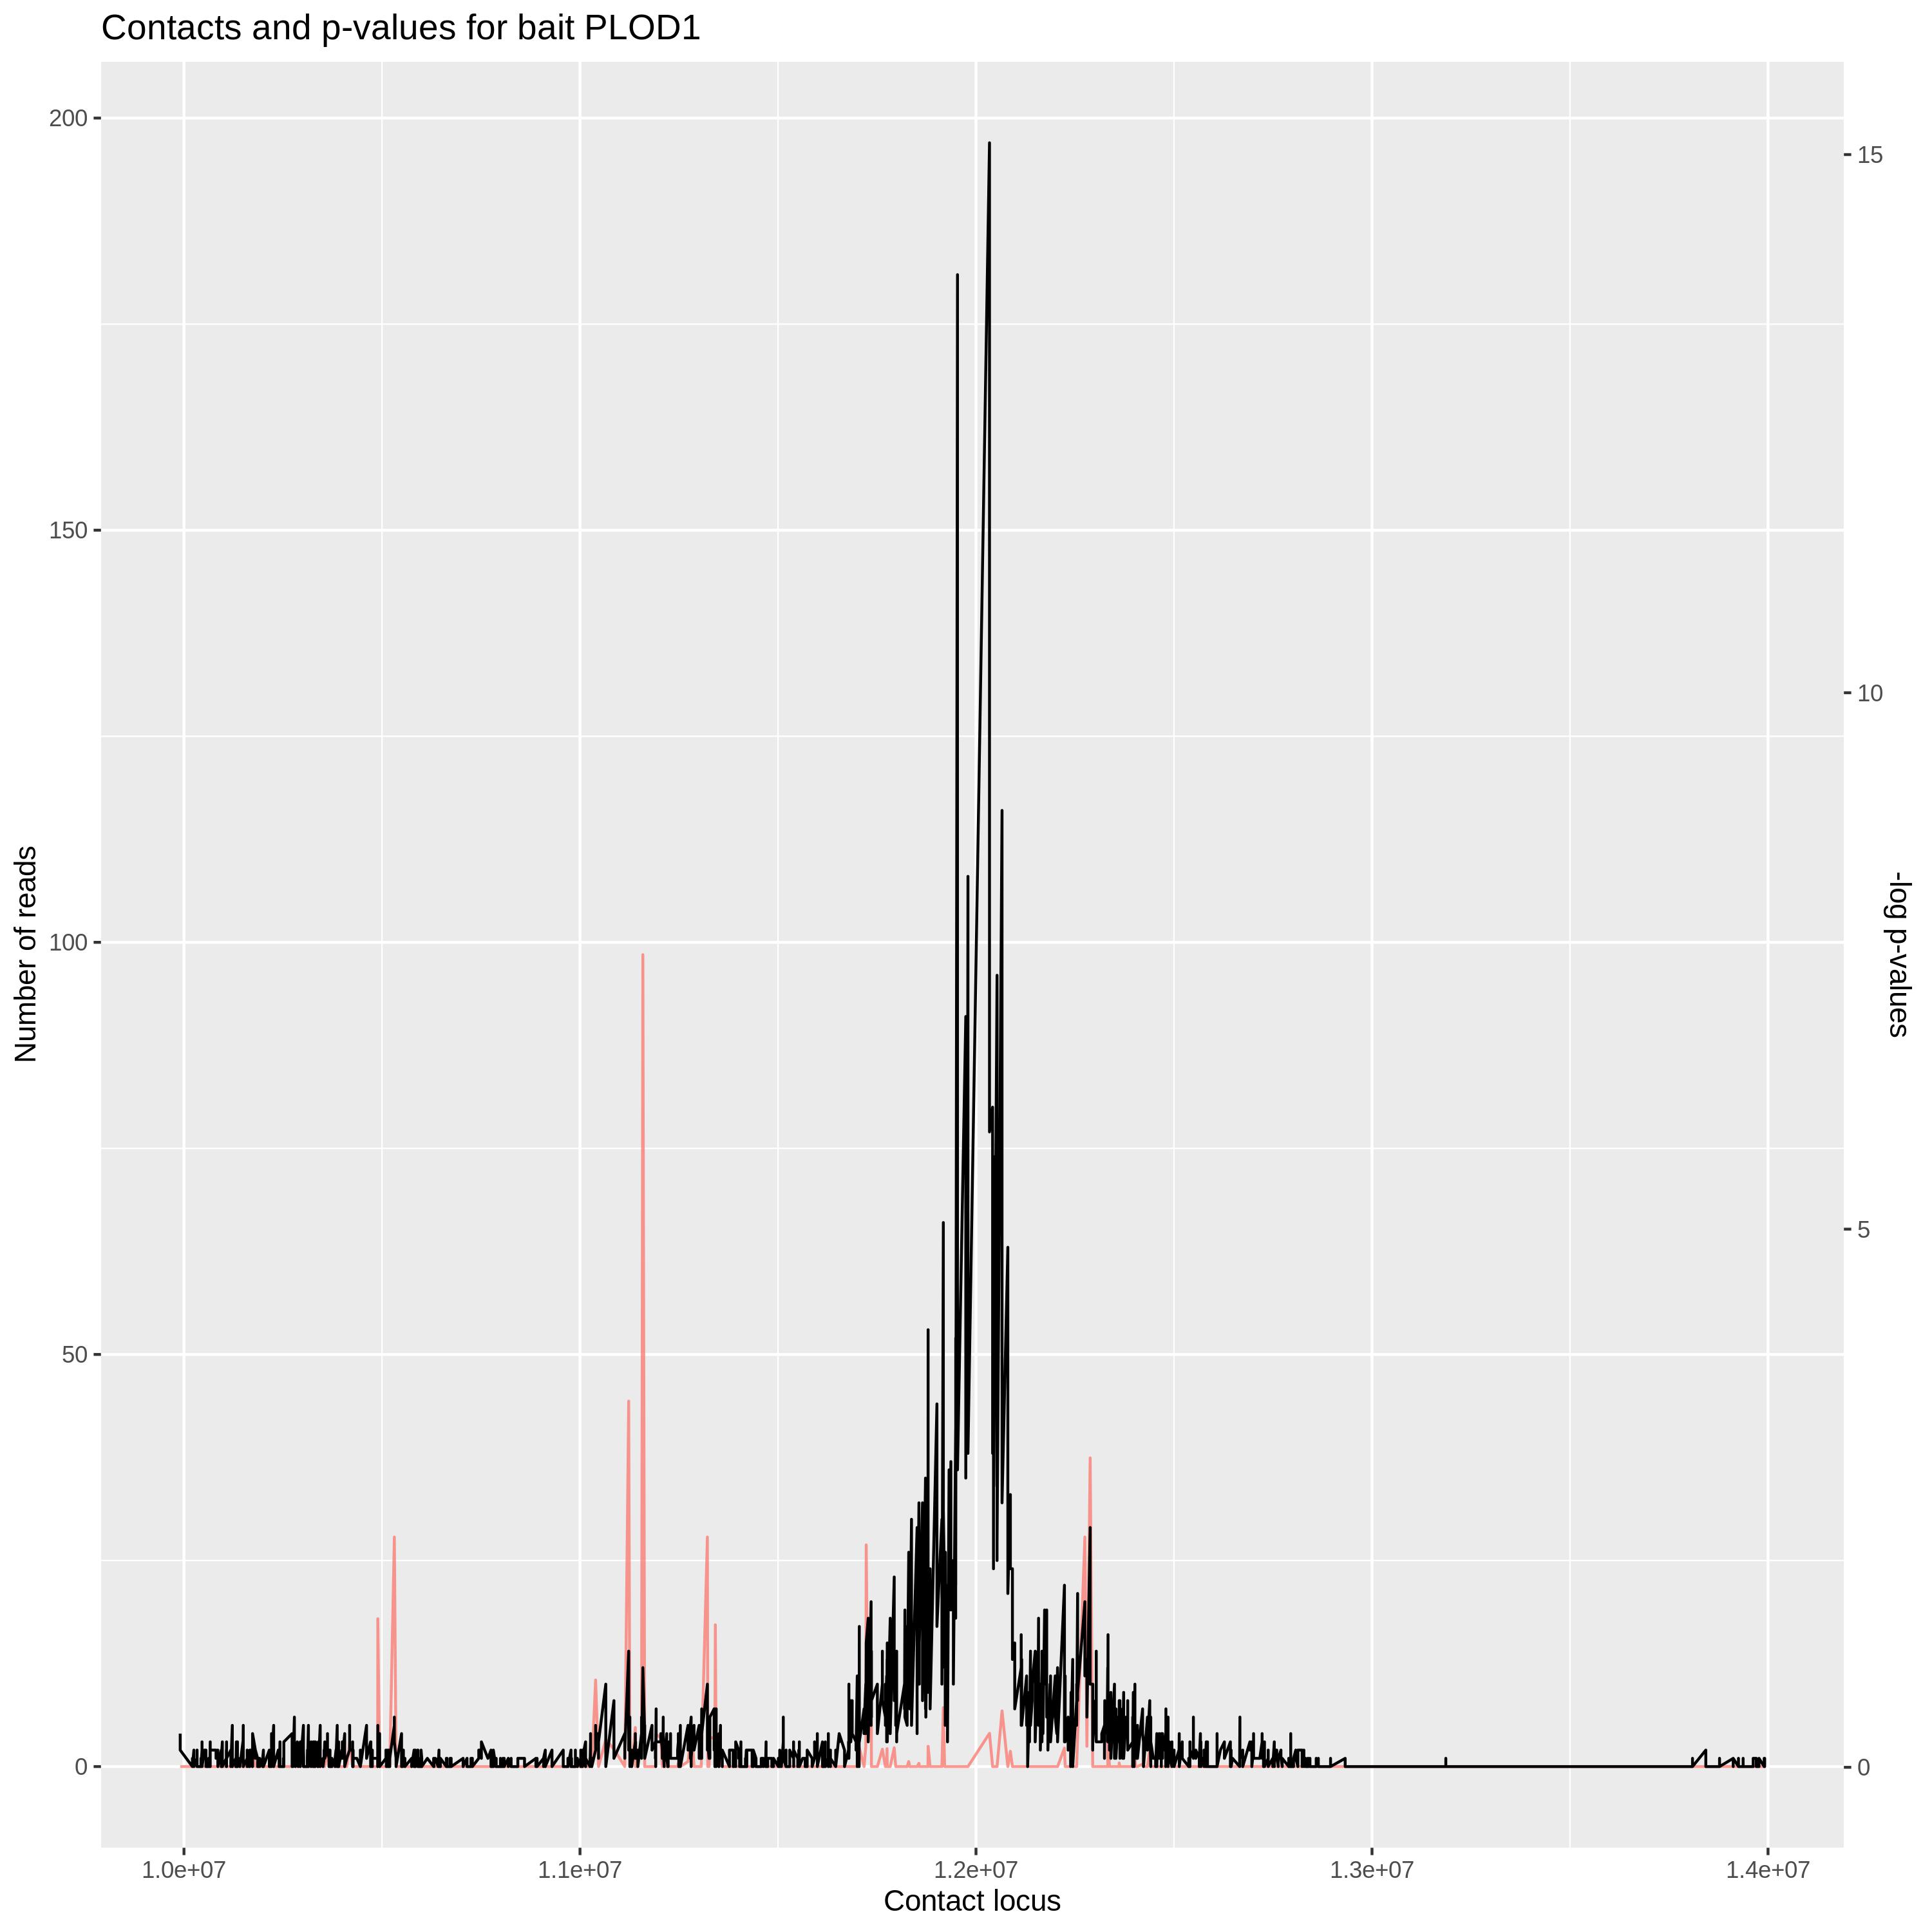 Contacts and p-values for bait PLOD1
Number of reads
200
150
100
50
0
15
10
5
0
-log p-values
1.0e+07
1.1e+07
1.2e+07
1.3e+07
1.4e+07
Contact locus